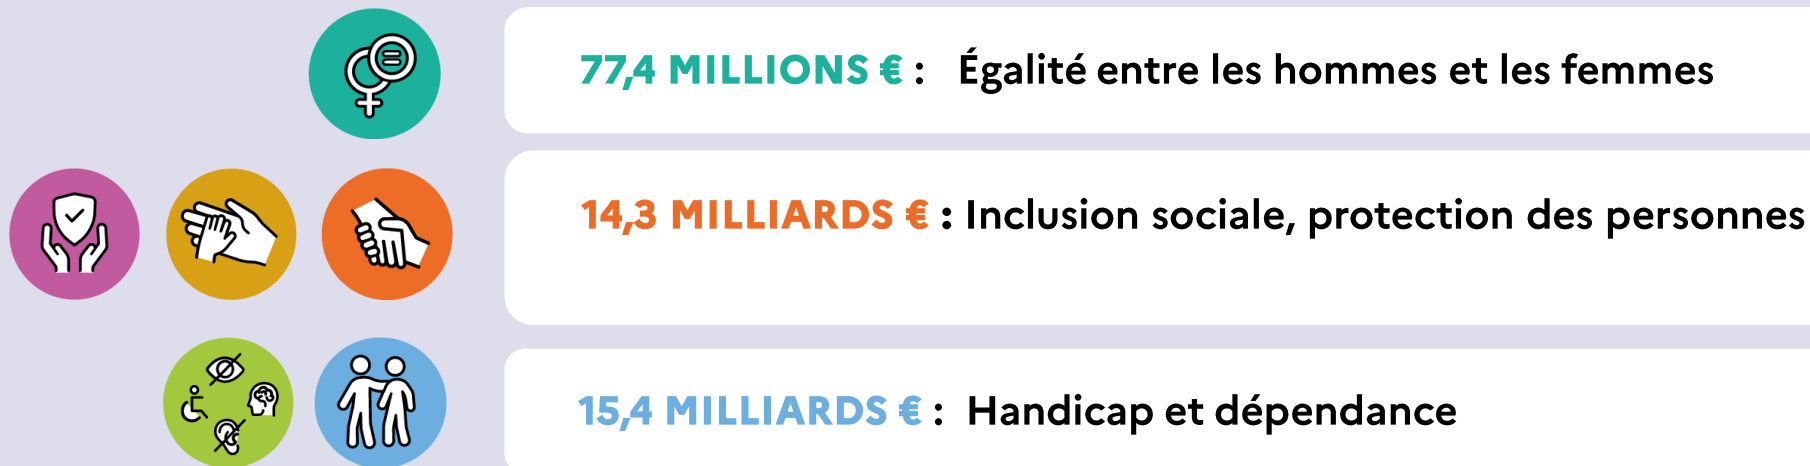 77,4 MILLIONS € : Égalité entre les hommes et les femmes
14,3 MILLIARDS € : Inclusion sociale, protection des personnes
15,4 MILLIARDS € : Handicap et dépendance